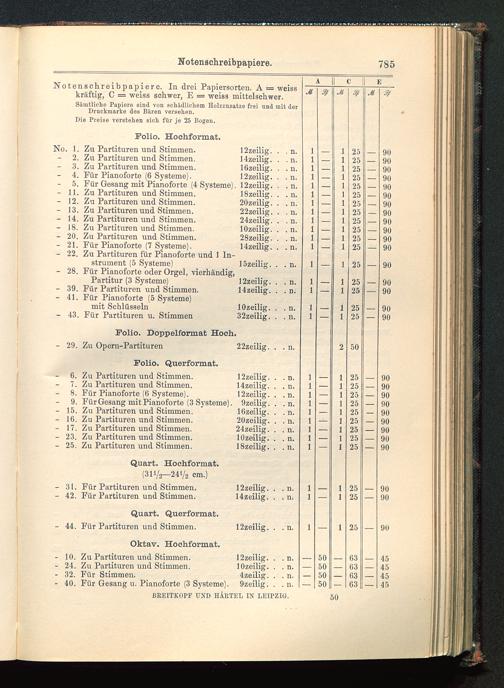 Notenschreibpapiere. 785
Notenschreibpapiere. In drei Papiersorten. A = weiss
kräftig, C = weiss schwer, E = weiss mittelschwer.
Sämtliche Papiere sind von schädlichem Holzzusatze frei und mit der
Druckmarke des Bären versehen.
Die Preise verstehen sich für je 25 Bogen.
A C E
ℳ ₰ ℳ ₰ ℳ ₰
Folio. Hochformat.
No. 1. Zu Partituren und Stimmen. 12zeilig. . . n. 1 — 1 25 — 90
- 2. Zu Partituren und Stimmen. 14zeilig. . . n. 1 — 1 25 — 90
- 3. Zu Partituren und Stimmen. 16zeilig. . . n. 1 — 1 25 — 90
- 4. Für Pianoforte (6 Systeme). 12zeilig. . . n. 1 — 1 25 — 90
- 5. Für Gesang mit Pianoforte (4 Systeme). 12zeilig. . . n. 1 — 1 25 — 90
- 11. Zu Partituren und Stimmen. 18zeilig. . . n. 1 — 1 25 — 90
- 12. Zu Partituren und Stimmen. 20zeilig. . . n. 1 — 1 25 — 90
- 13. Zu Partituren und Stimmen. 22zeilig. . . n. 1 — 1 25 — 90
- 14. Zu Partituren und Stimmen. 24zeilig. . . n. 1 — 1 25 — 90
- 18. Zu Partituren und Stimmen. 10zeilig. . . n. 1 — 1 25 — 90
- 20. Zu Partituren und Stimmen. 28zeilig. . . n. 1 — 1 25 — 90
- 21. Für Pianoforte (7 Systeme). 14zeilig. . . n. 1 — 1 25 — 90
- 22. Zu Partituren für Pianoforte und 1 In-
strument (5 Systeme) 15zeilig. . . n. 1 — 1 25 — 90
- 28. Für Pianoforte oder Orgel, vierhändig,
Partitur (3 Systeme) 12zeilig. . . n. 1 — 1 25 — 90
- 39. Für Partituren und Stimmen. 14zeilig. . . n. 1 — 1 25 — 90
- 41. Für Pianoforte (5 Systeme)
mit Schlüsseln 10zeilig. . . n. 1 — 1 25 — 90
- 43. Für Partituren u. Stimmen 32zeilig. . . n. 1 — 1 25 — 90
Folio. Doppelformat Hoch.
- 29. Zu Opern-Partituren 22zeilig. . . n. 2 50
Folio. Querformat.
- 6. Zu Partituren und Stimmen. 12zeilig. . . n. 1 — 1 25 — 90
- 7. Zu Partituren und Stimmen. 14zeilig. . . n. 1 — 1 25 — 90
- 8. Für Pianoforte (6 Systeme). 12zeilig. . . n. 1 — 1 25 — 90
- 9. Für Gesang mit Pianoforte (3 Systeme). 9zeilig. . . n. 1 — 1 25 — 90
- 15. Zu Partituren und Stimmen. 16zeilig. . . n. 1 — 1 25 — 90
- 16. Zu Partituren und Stimmen. 20zeilig. . . n. 1 — 1 25 — 90
- 17. Zu Partituren und Stimmen. 24zeilig. . . n. 1 — 1 25 — 90
- 23. Zu Partituren und Stimmen. 10zeilig. . . n. 1 — 1 25 — 90
- 25. Zu Partituren und Stimmen. 18zeilig. . . n. 1 — 1 25 — 90
Quart. Hochformat.
(31½—24½ cm.)
- 31. Für Partituren und Stimmen. 12zeilig. . . n. 1 — 1 25 — 90
- 42. Für Partituren und Stimmen. 14zeilig. . . n. 1 — 1 25 — 90
Quart. Querformat.
- 44. Für Partituren und Stimmen. 12zeilig. . . n. 1 — 1 25 — 90
Oktav. Hochformat.
- 10. Zu Partituren und Stimmen. 12zeilig. . . n. — 50 — 63 — 45
- 24. Zu Partituren und Stimmen. 10zeilig. . . n. — 50 — 63 — 45
- 32. Für Stimmen. 4zeilig. . . n. — 50 — 63 — 45
- 40. Für Gesang u. Pianoforte (3 Systeme). 9zeilig. . . n. — 50 — 63 — 45
BREITKOPF UND HÄRTEL IN LEIPZIG. 50